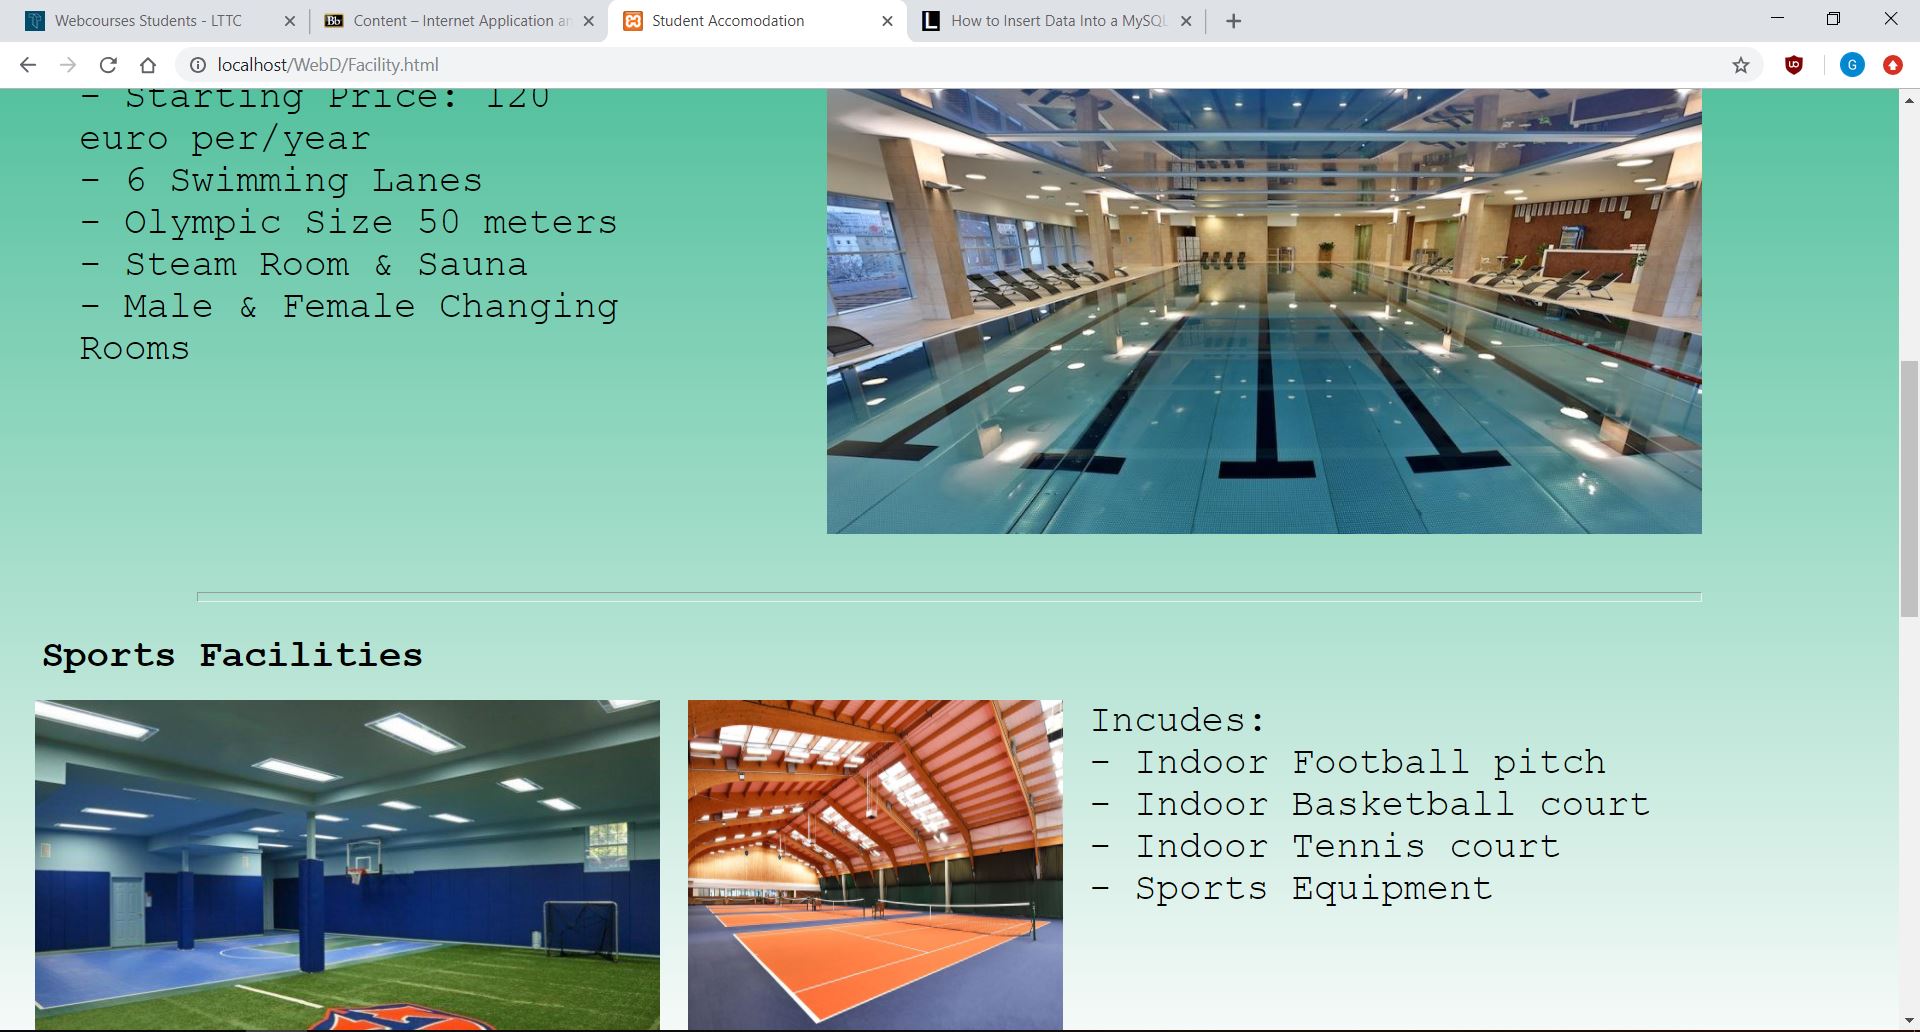 Webcourses Students - LTTC
Bb
Content – Internet Application an
Student Accomodation
L
How to Insert Data Into a MySQL
localhost/WebD/Facility.html
G
- Starting Price: 120
euro per/year
- 6 Swimming Lanes
- Olympic Size 50 meters
- Steam Room & Sauna
- Male & Female Changing
Rooms
Sports Facilities
Incudes:
- Indoor Football pitch
- Indoor Basketball court
- Indoor Tennis court
- Sports Equipment